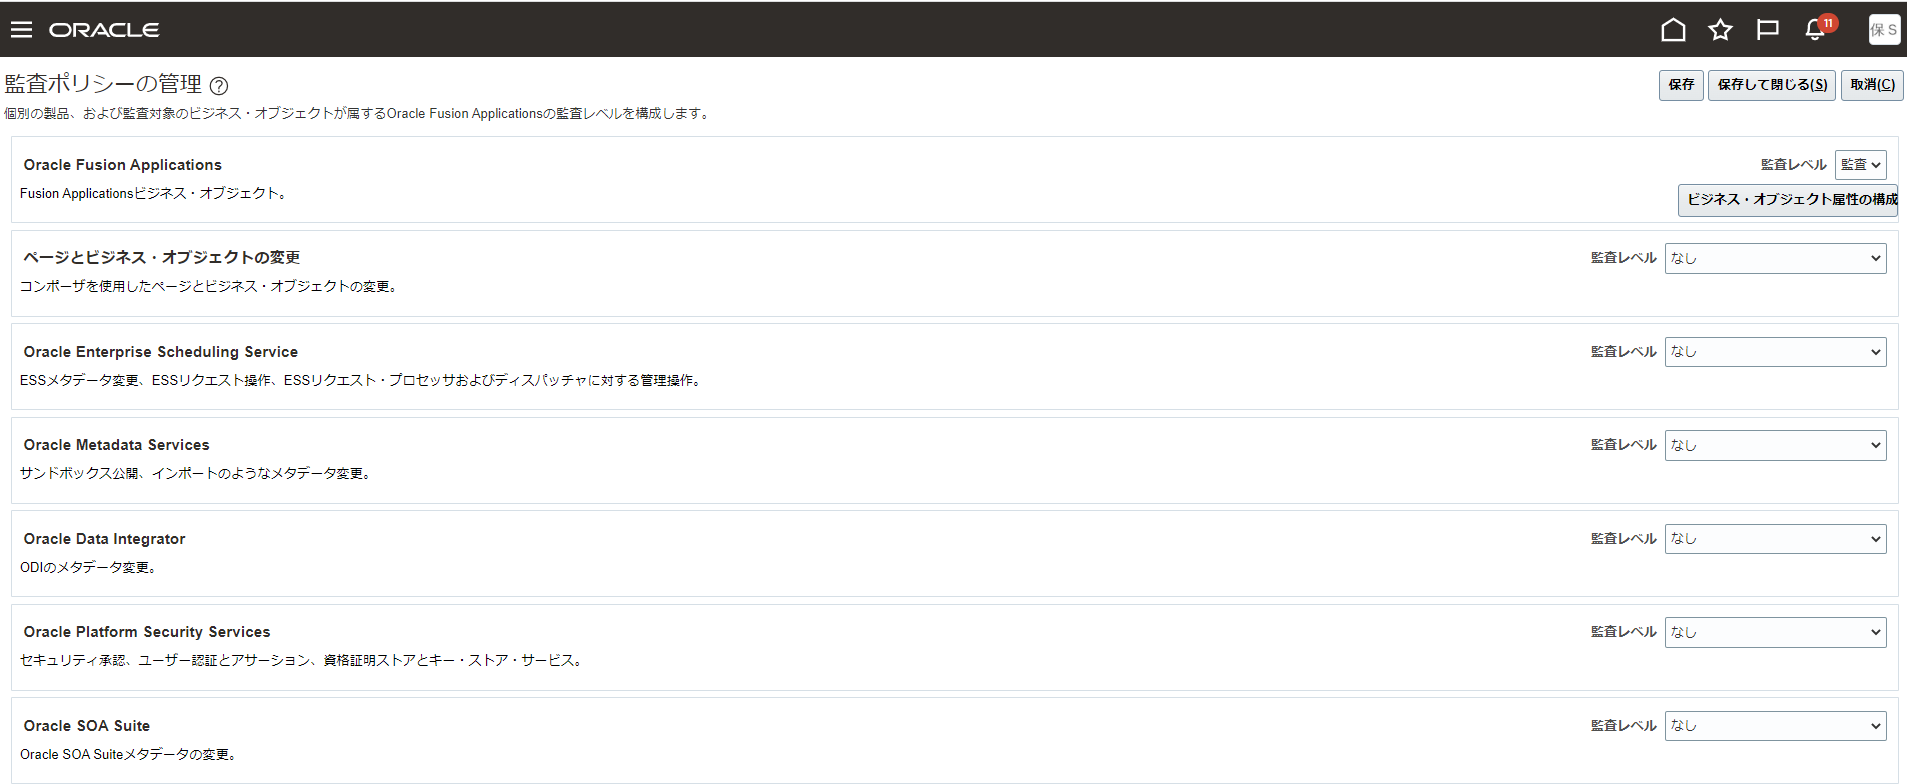 ORACLE
11
保 S
監査ポリシーの管理 ?
保存
保存して閉じる(S)
取消(C)
個別の製品、および監査対象のビジネス・オブジェクトが属するOracle Fusion Applicationsの監査レベルを構成します。
Oracle Fusion Applications
監査レベル 監査
Fusion Applicationsビジネス・オブジェクト。
ビジネス・オブジェクト属性の構成
ページとビジネス・オブジェクトの変更
監査レベル なし
コンポーザを使用したページとビジネス・オブジェクトの変更。
Oracle Enterprise Scheduling Service
監査レベル なし
ESSメタデータ変更、ESSリクエスト操作、ESSリクエスト・プロセッサおよびディスパッチャに対する管理操作。
Oracle Metadata Services
監査レベル なし
サンドボックス公開、インポートのようなメタデータ変更。
Oracle Data Integrator
監査レベル なし
ODIのメタデータ変更。
Oracle Platform Security Services
監査レベル なし
セキュリティ承認、ユーザー認証とアサーション、資格証明ストアとキー・ストア・サービス。
Oracle SOA Suite
監査レベル なし
Oracle SOA Suiteメタデータの変更。